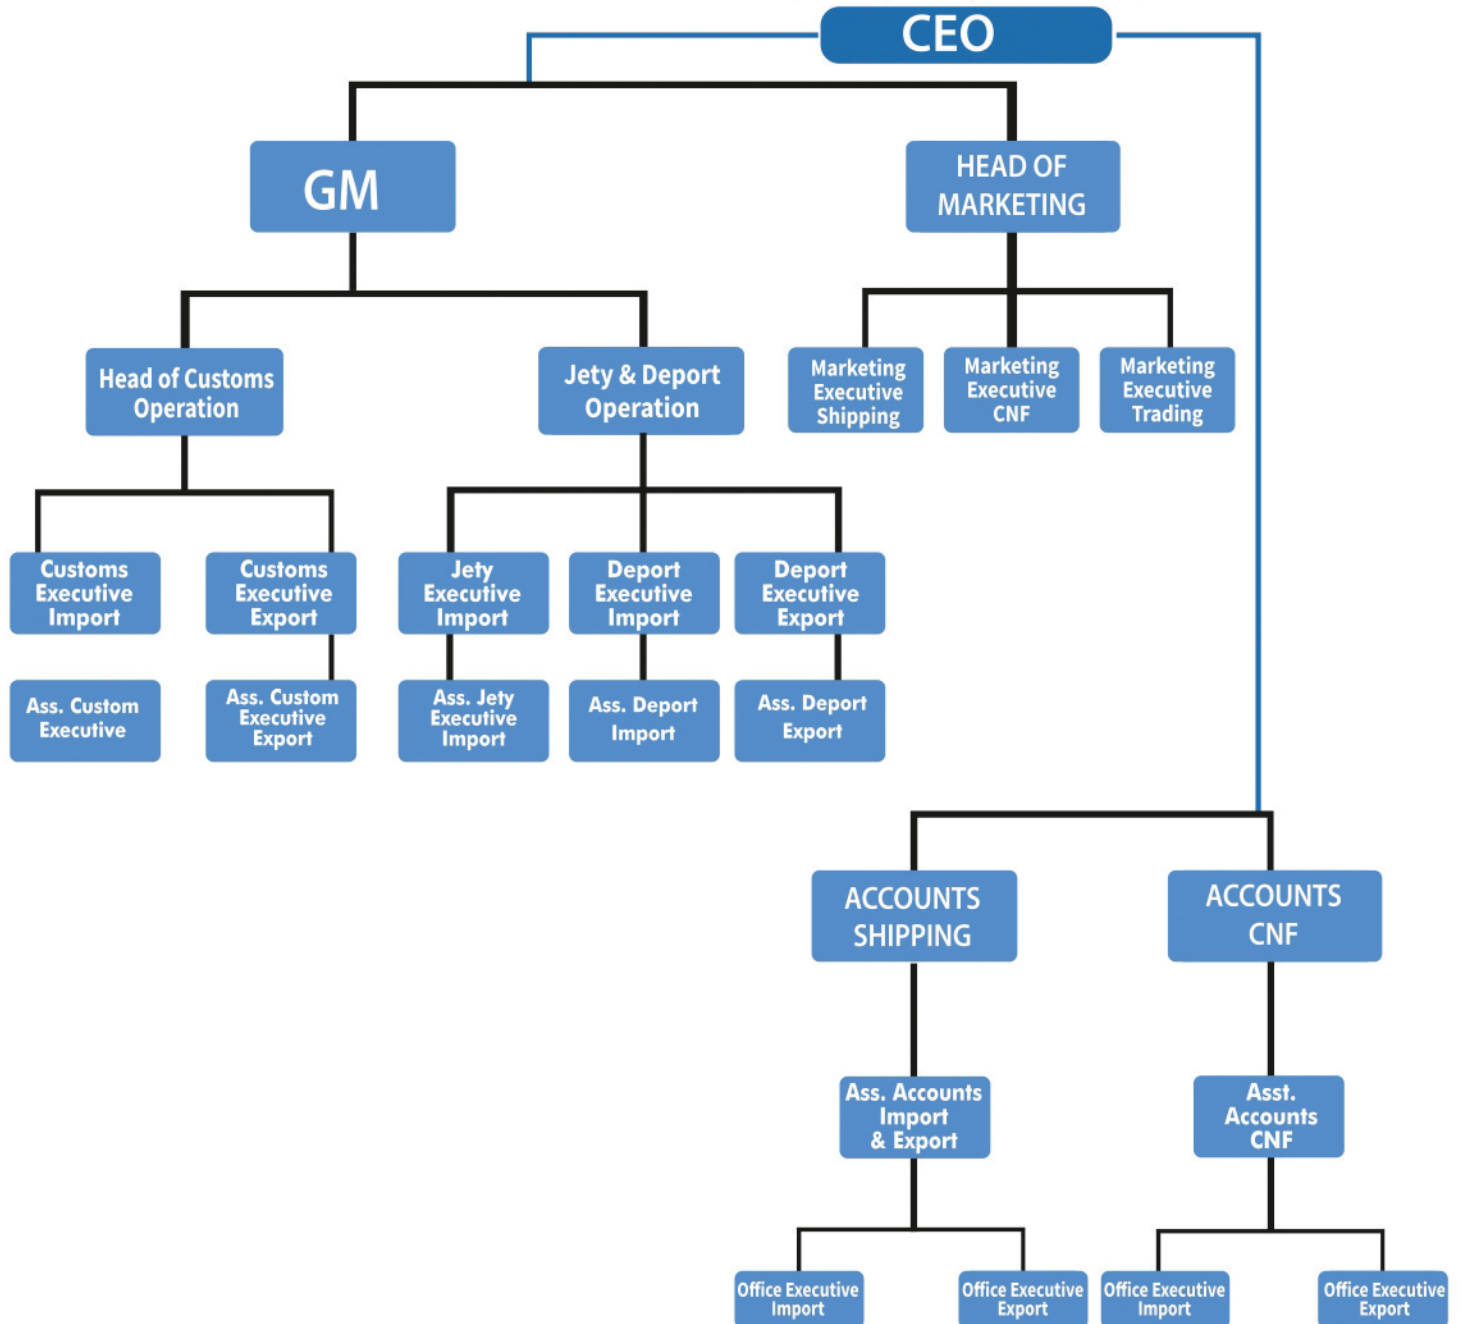 CEO
GM
HEAD OF
MARKETING
Head of Customs
Operation
Jety & Deport
Operation
Marketing
Executive
Shipping
Marketing
Executive
CNF
Marketing
Executive
Trading
Customs
Executive
Import
Customs
Executive
Export
Jety
Executive
Import
Deport
Executive
Import
Deport
Executive
Export
Ass. Custom
Executive
Ass. Custom
Executive
Export
Ass. Jety
Executive
Import
Ass. Deport
Import
Ass. Deport
Export
ACCOUNTS
SHIPPING
ACCOUNTS
CNF
Ass. Accounts
Import
& Export
Asst.
Accounts
CNF
Office Executive
Import
Office Executive
Export
Office Executive
Import
Office Executive
Export